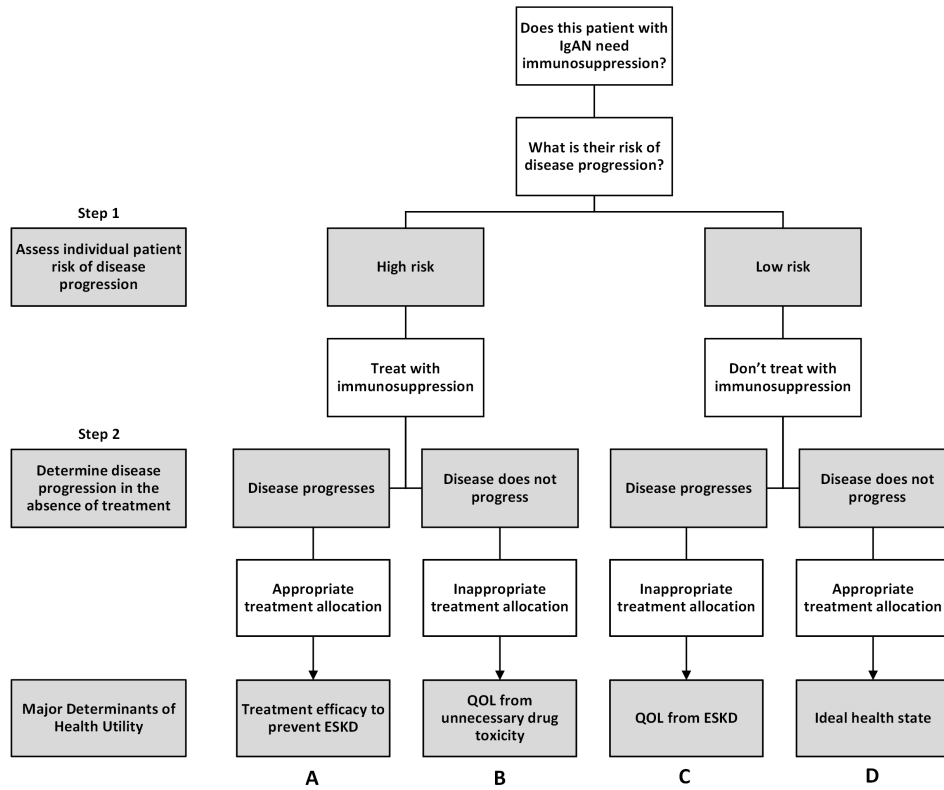 Does this patient with
IgAN need
immunosuppression?
What is their risk of
disease progression?
Step 1
Assess individual patient
risk of disease
progression
High risk
Low risk
Treat with
immunosuppression
Don’t treat with
immunosuppression
Step 2
Determine disease
progression in the
absence of treatment
Disease progresses
Disease does not
progress
Disease progresses
Disease does not
progress
Appropriate
treatment allocation
Inappropriate
treatment allocation
Inappropriate
treatment allocation
Appropriate
treatment allocation
Major Determinants of
Health Utility
Treatment efficacy to
prevent ESKD
QOL from
unnecessary drug
toxicity
QOL from ESKD
Ideal health state
A
B
C
D